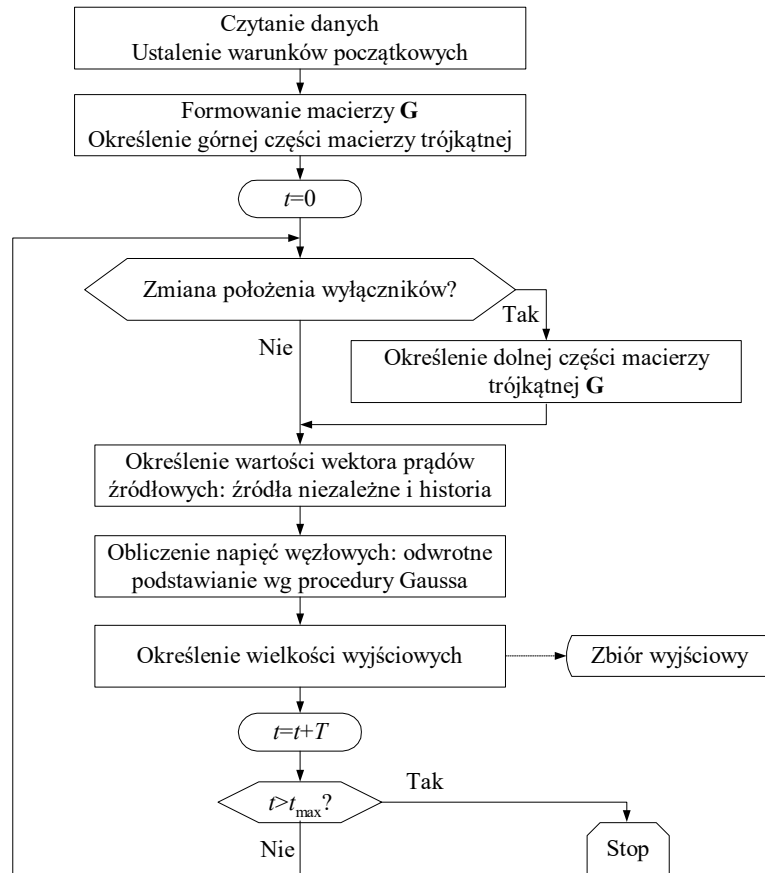 Czytanie danych
Ustalenie warunków początkowych
Formowanie macierzy G
Określenie górnej części macierzy trójkątnej
t=0
Zmiana położenia wyłączników?
Tak
Nie
Określenie dolnej części macierzy
trójkątnej G
Określenie wartości wektora prądów
źródłowych: źródła niezależne i historia
Obliczenie napięć węzłowych: odwrotne
podstawianie wg procedury Gaussa
Określenie wielkości wyjściowych
Zbiór wyjściowy
t=t+T
t>tmax?
Tak
Nie
Stop